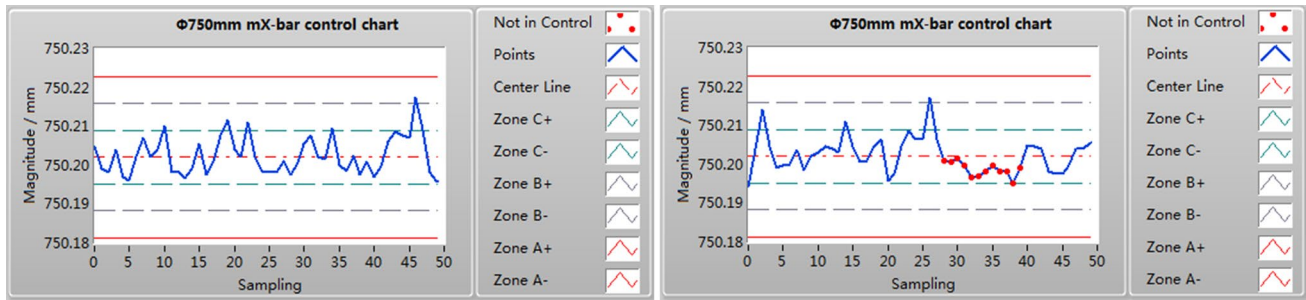 Φ750mm mX-bar control chart
Magnitude / mm
750.23
750.22
750.21
750.20
750.19
750.18
0 5 10 15 20 25 30 35 40 45 50
Sampling
Not in Control
Points
Center Line
Zone C+
Zone C-
Zone B+
Zone B-
Zone A+
Zone A-
Φ750mm mX-bar control chart
Magnitude / mm
750.23
750.22
750.21
750.20
750.19
750.18
0 5 10 15 20 25 30 35 40 45 50
Sampling
Not in Control
Points
Center Line
Zone C+
Zone C-
Zone B+
Zone B-
Zone A+
Zone A-